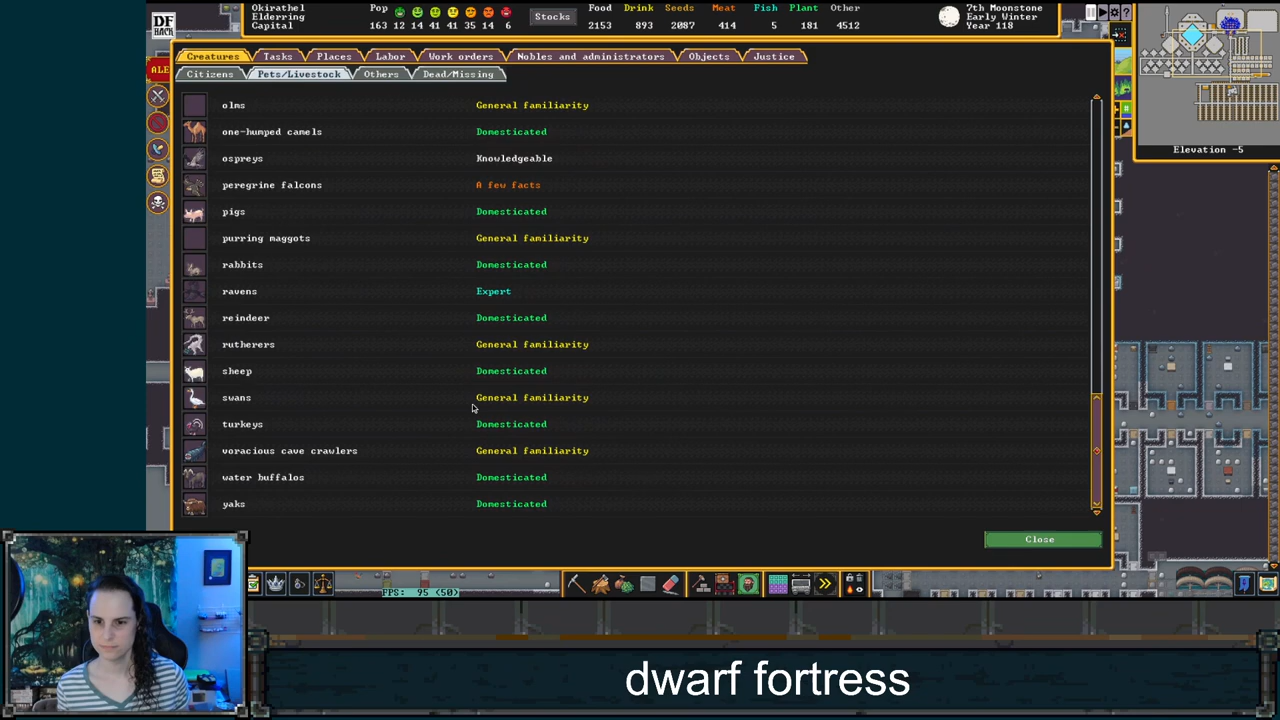 DF
HACK
Okirathel
Elderring
Capital
Pop
163 12 14 41 41 35 14 6
Stocks
Food Drink Seeds Meat Fish Plant Other
2153 893 2087 414 5 181 4512
7th Moonstone
Early Winter
Year 118
ALE
Creatures Tasks Places Labor Work orders Nobles and administrators Objects Justice
Citizens Pets/Livestock Others Dead/Missing
Elevation -5
olms General familiarity
one-humped camels Domesticated
ospreys Knowledgeable
peregrine falcons A few facts
pigs Domesticated
purring maggots General familiarity
rabbits Domesticated
ravens Expert
reindeer Domesticated
rutherers General familiarity
sheep Domesticated
swans General familiarity
turkeys Domesticated
voracious cave crawlers General familiarity
water buffalos Domesticated
yaks Domesticated
Close
FPS: 95 (50)
dwarf fortress